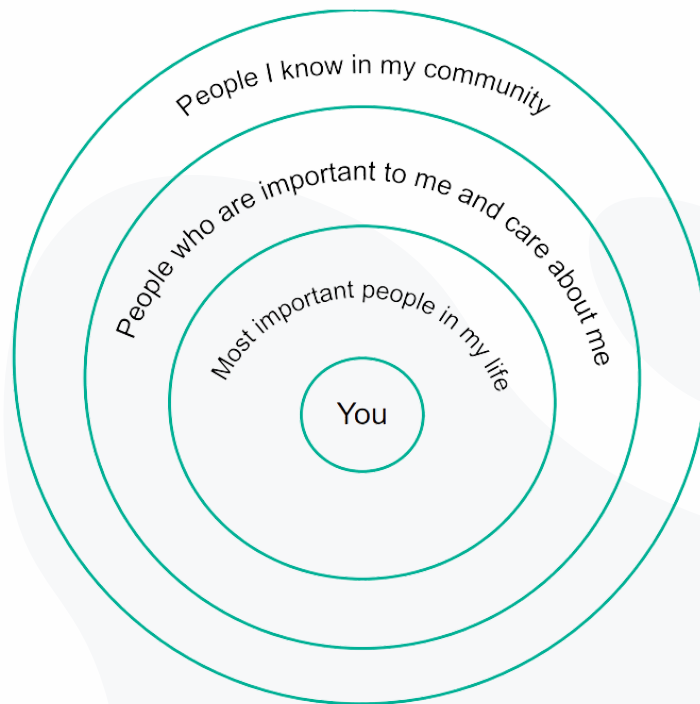 People I know in my community
People who are important to me and care about me
Most important people in my life
You